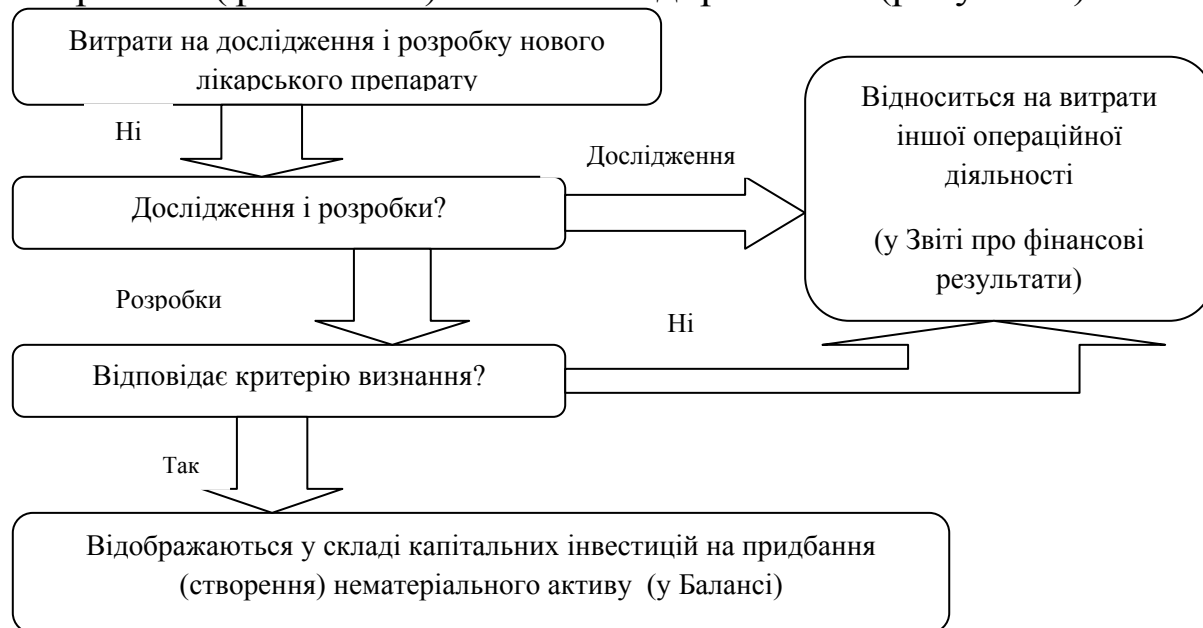 Витрати на дослідження і розробку нового
лікарського препарату
Ні
Дослідження
Відноситься на витрати
іншої операційної
діяльності
(у Звіті про фінансові
результати)
Дослідження і розробки?
Розробки
Ні
Відповідає критерію визнання?
Так
Відображаються у складі капітальних інвестицій на придбання
(створення) нематеріального активу (у Балансі)